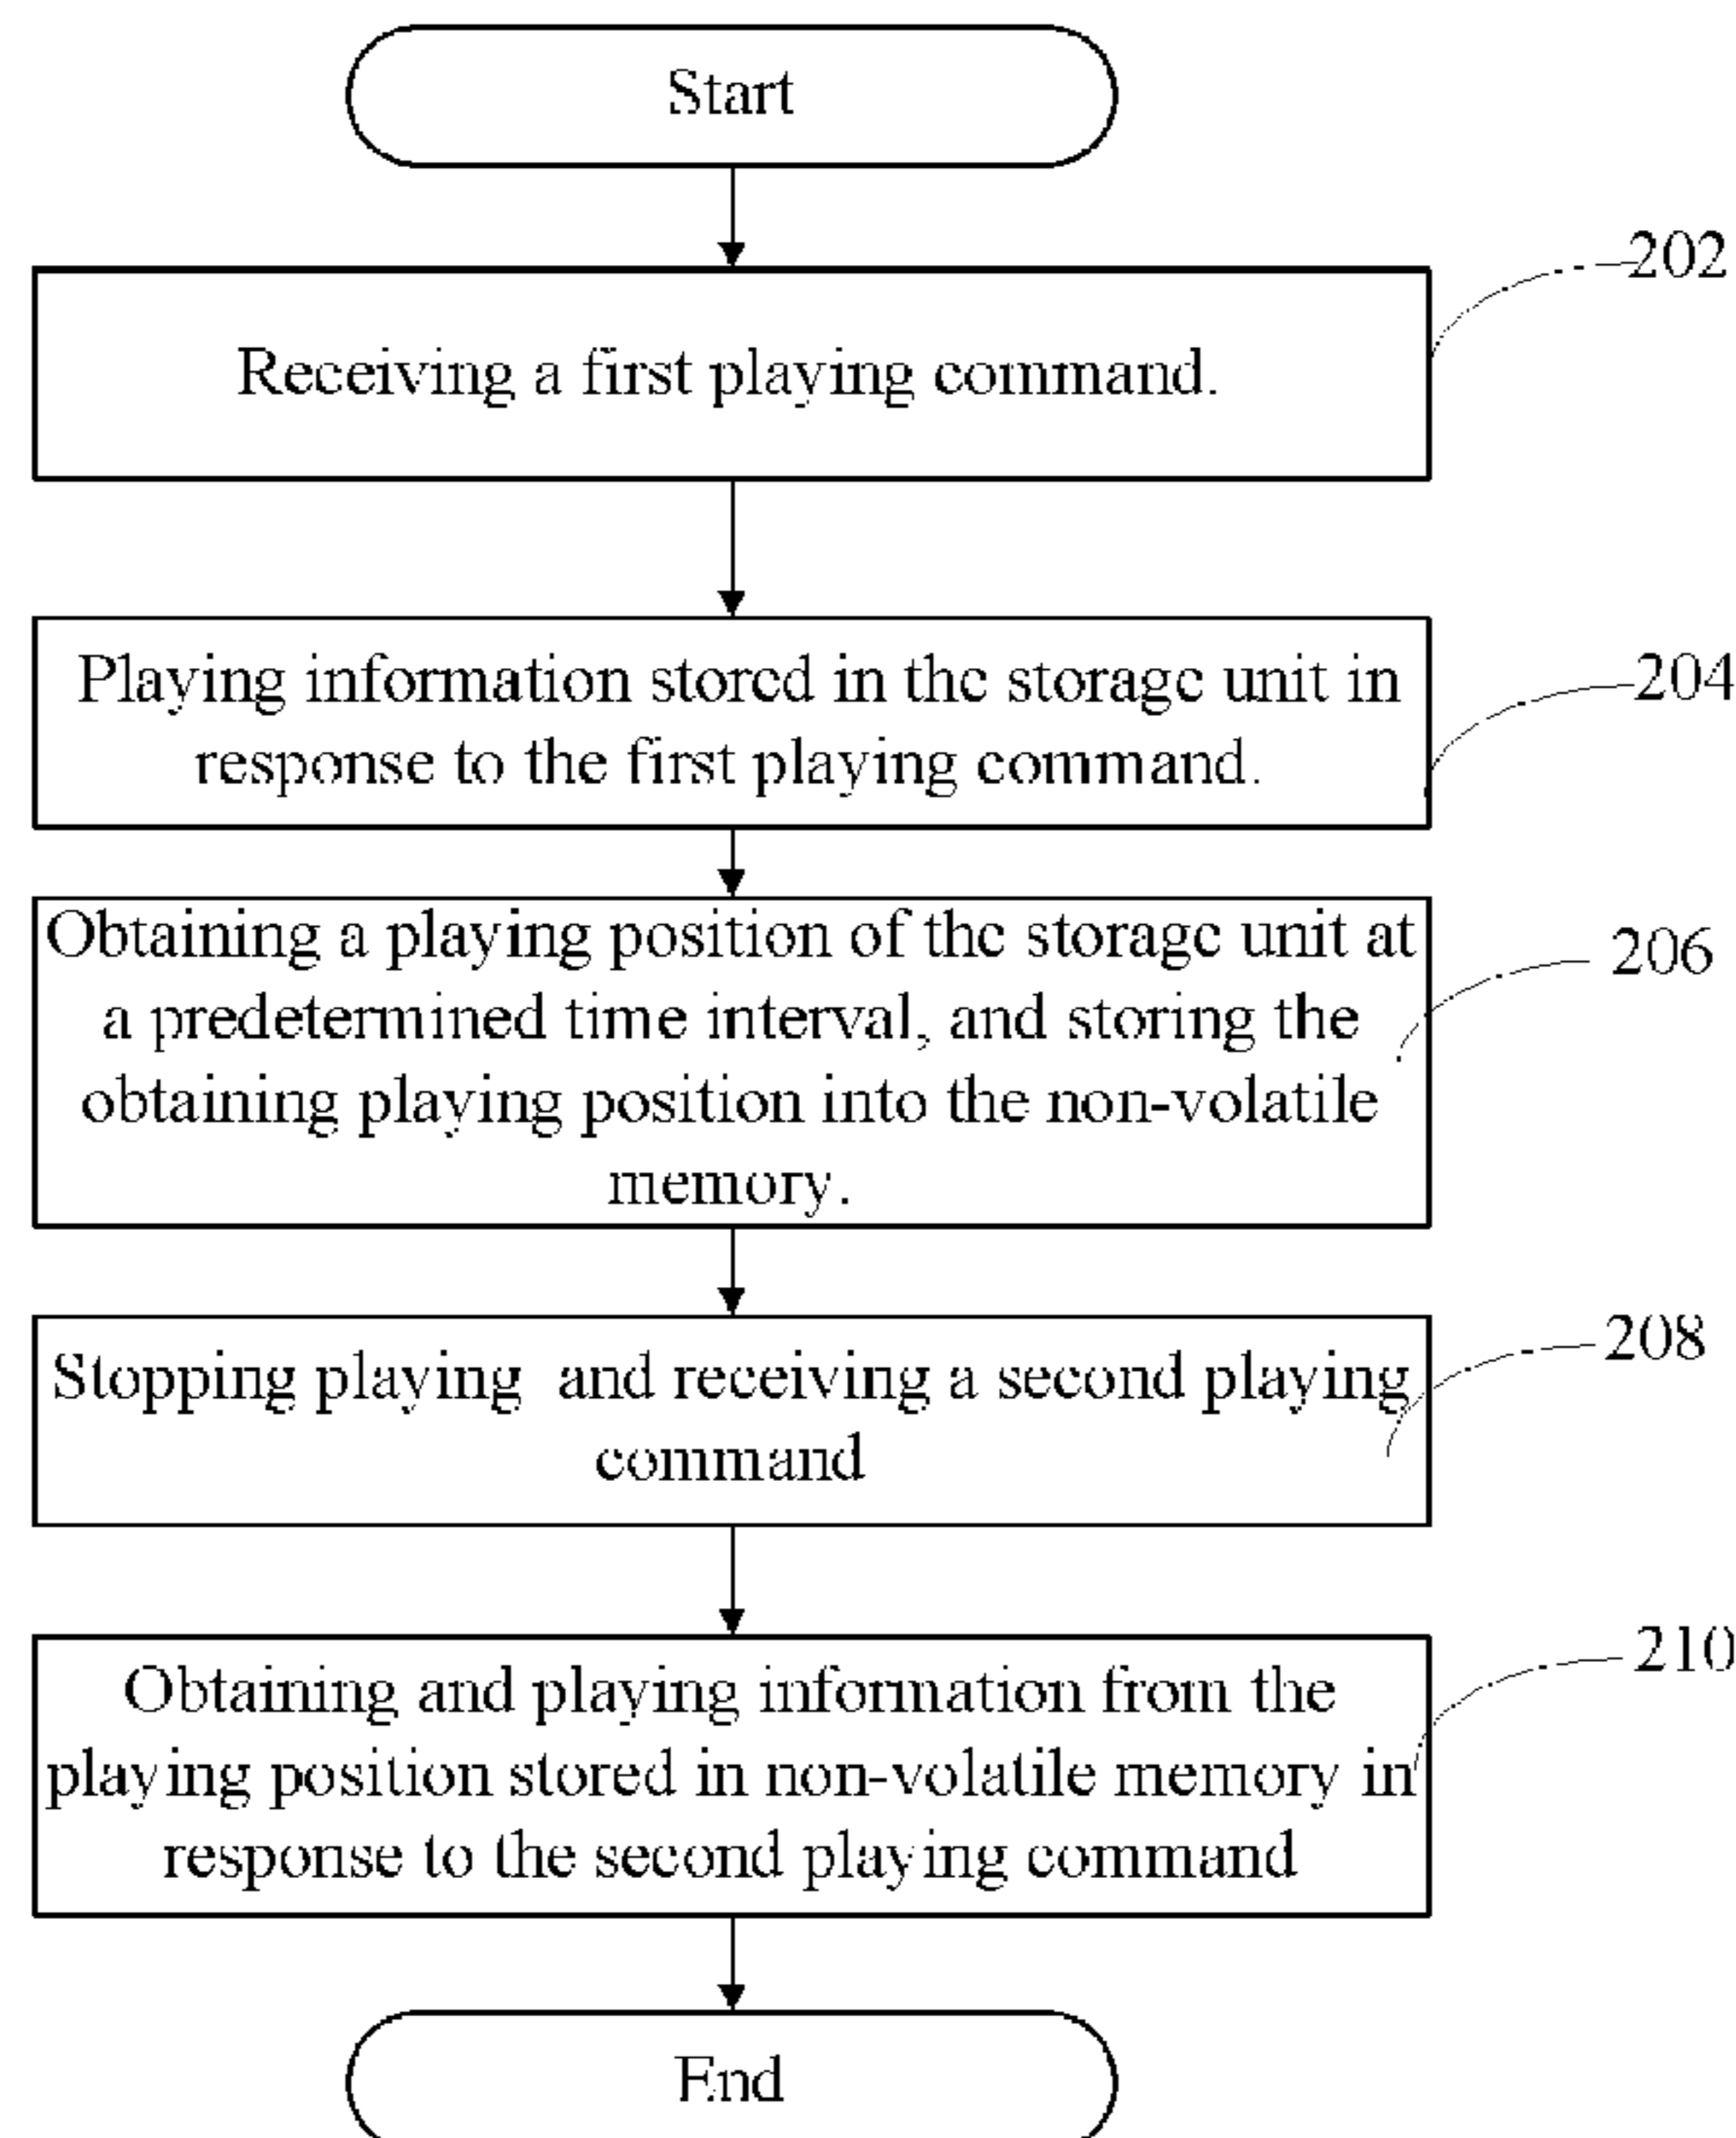 Start
202
Receiving a first playing command.
Playing information stored in the storage unit in
204
response to the first playing command.
Obtaining a playing position of the storage unit at
206
a predetermined time interval, and storing the
obtaining playing position into the non-volatile
memory.
208
Stopping playing and receiving a second playing
command
210
Obtaining and playing information from the
playing position stored in non-volatile memory in
response to the second playing command
End